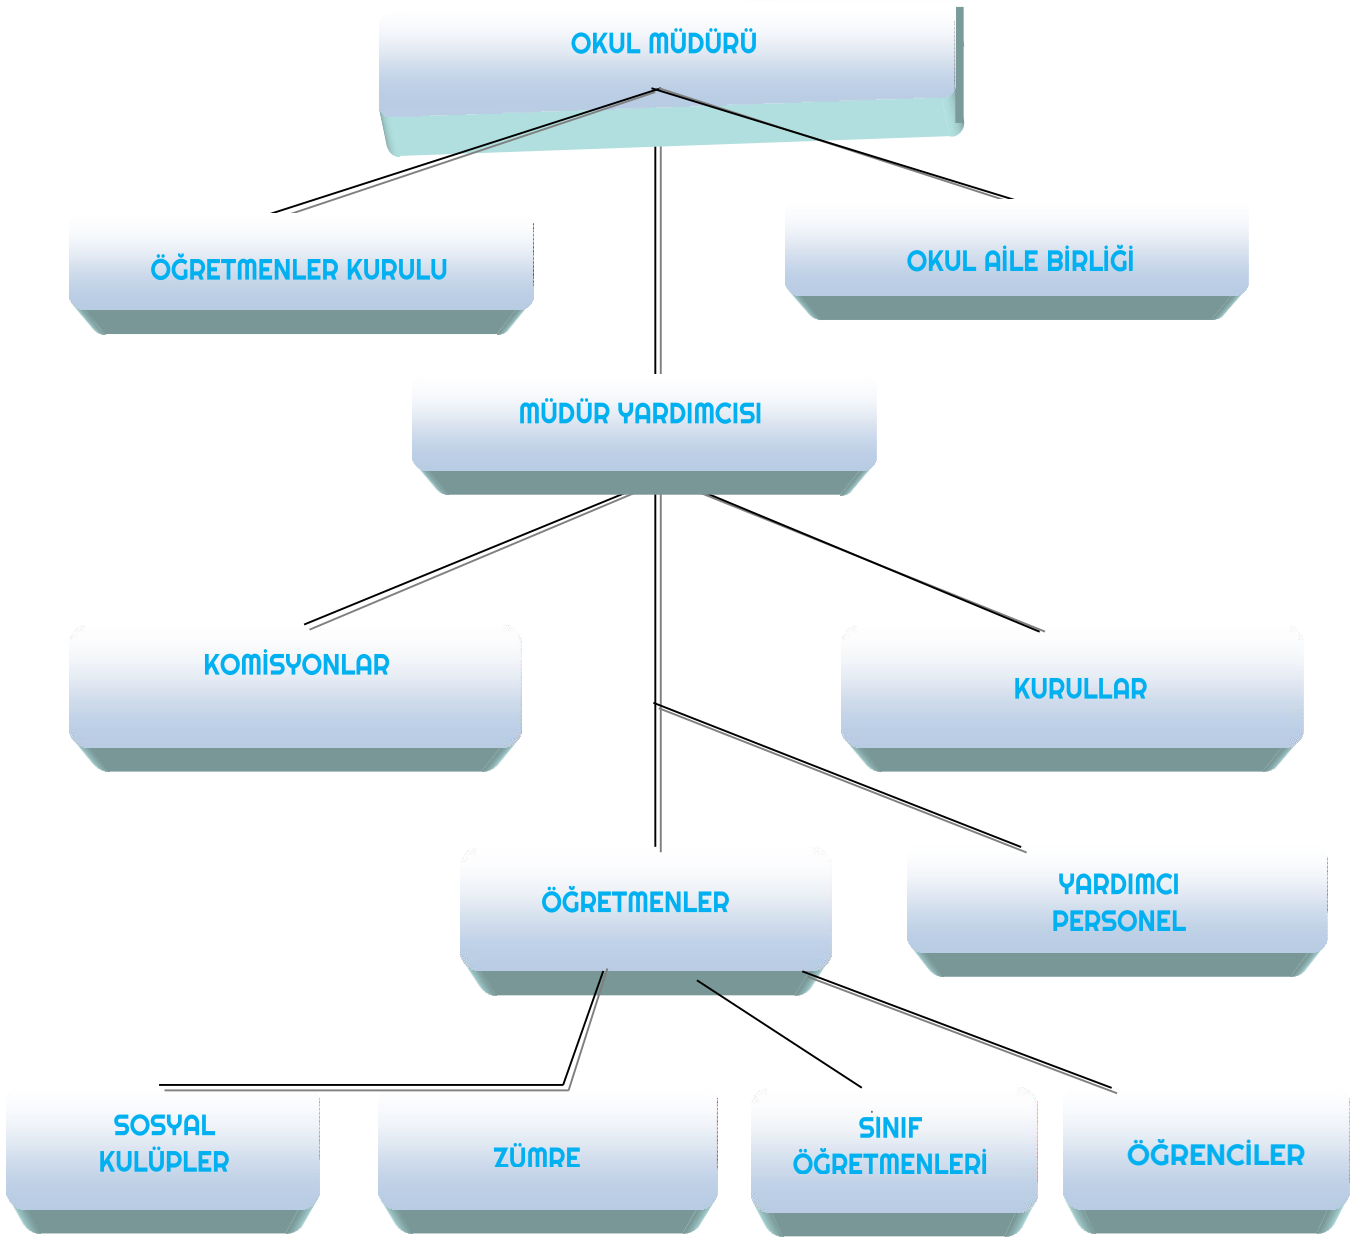 OKUL MÜDÜRÜ
ÖĞRETMENLER KURULU
OKUL AİLE BİRLİĞİ
MÜDÜR YARDIMCISI
KOMİSYONLAR
KURULLAR
ÖĞRETMENLER
YARDIMCI
PERSONEL
SOSYAL
KULÜPLER
ZÜMRE
SINIF
ÖĞRETMENLERİ
ÖĞRENCİLER